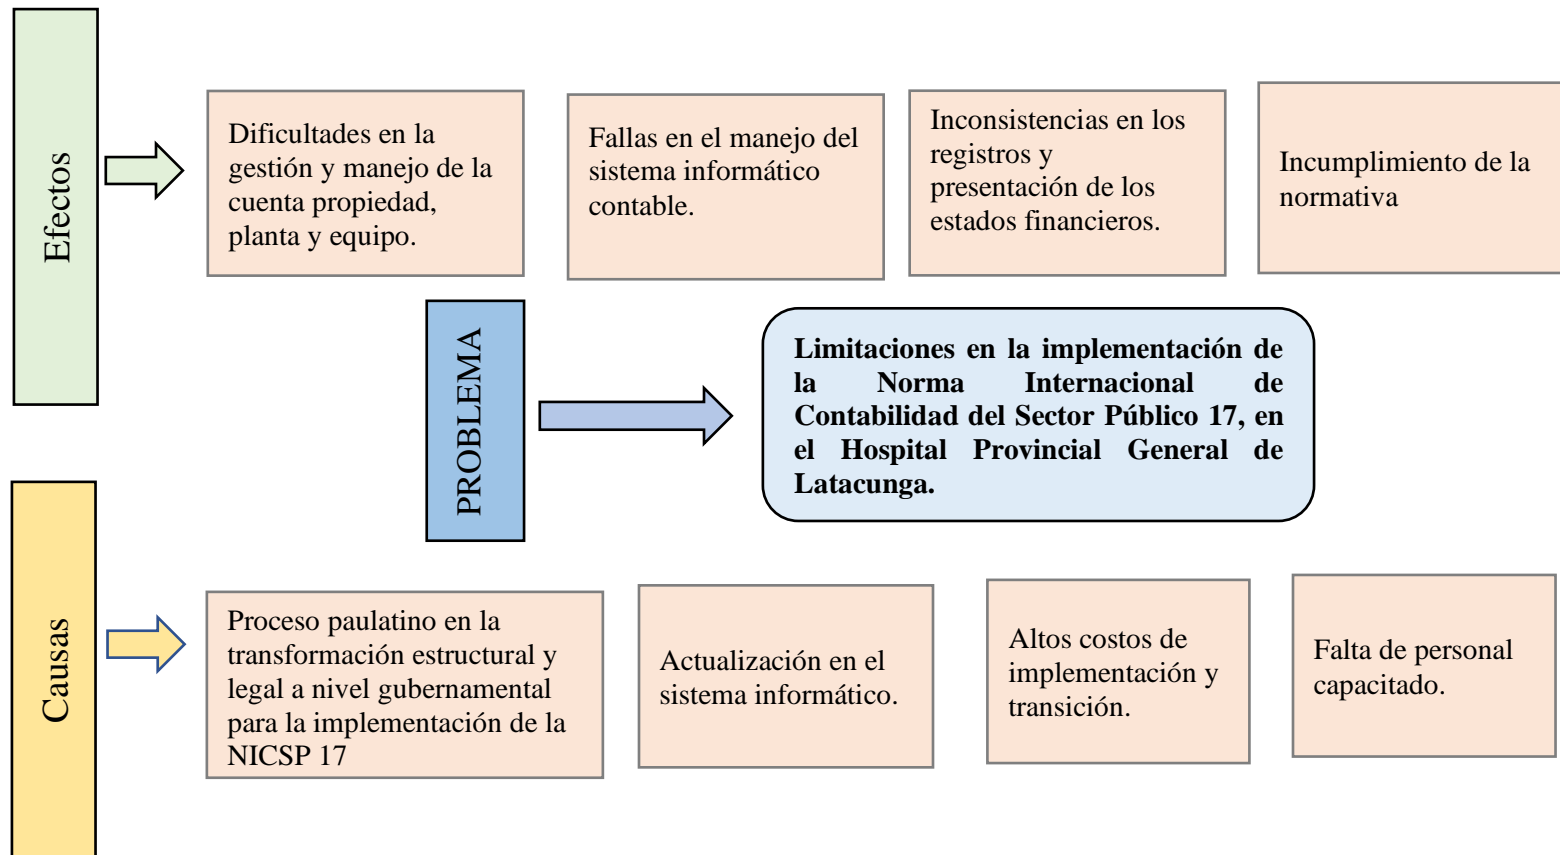 Efectos
Dificultades en la
gestión y manejo de la
cuenta propiedad,
planta y equipo.
Fallas en el manejo del
sistema informático
contable.
Inconsistencias en los
registros y
presentación de los
estados financieros.
Incumplimiento de la
normativa
PROBLEMA
Limitaciones en la implementación de
la Norma Internacional de
Contabilidad del Sector Público 17, en
el Hospital Provincial General de
Latacunga.
Causas
Proceso paulatino en la
transformación estructural y
legal a nivel gubernamental
para la implementación de la
NICSP 17
Actualización en el
sistema informático.
Altos costos de
implementación y
transición.
Falta de personal
capacitado.